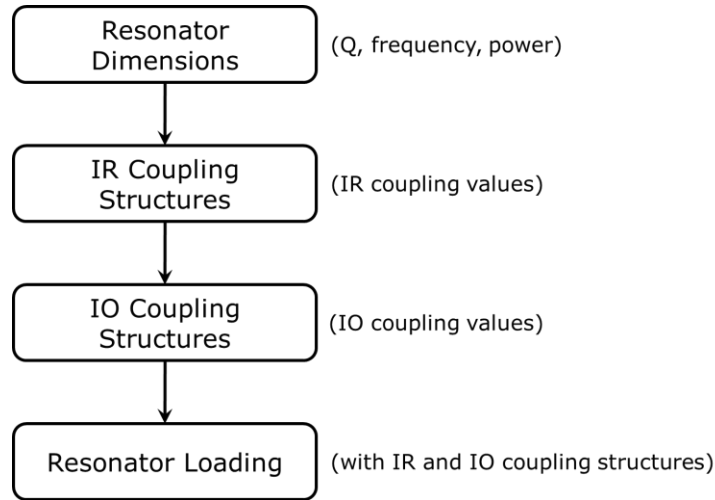 Resonator
Dimensions
(Q, frequency, power)
IR Coupling
Structures
(IR coupling values)
IO Coupling
Structures
(IO coupling values)
Resonator Loading
(with IR and IO coupling structures)